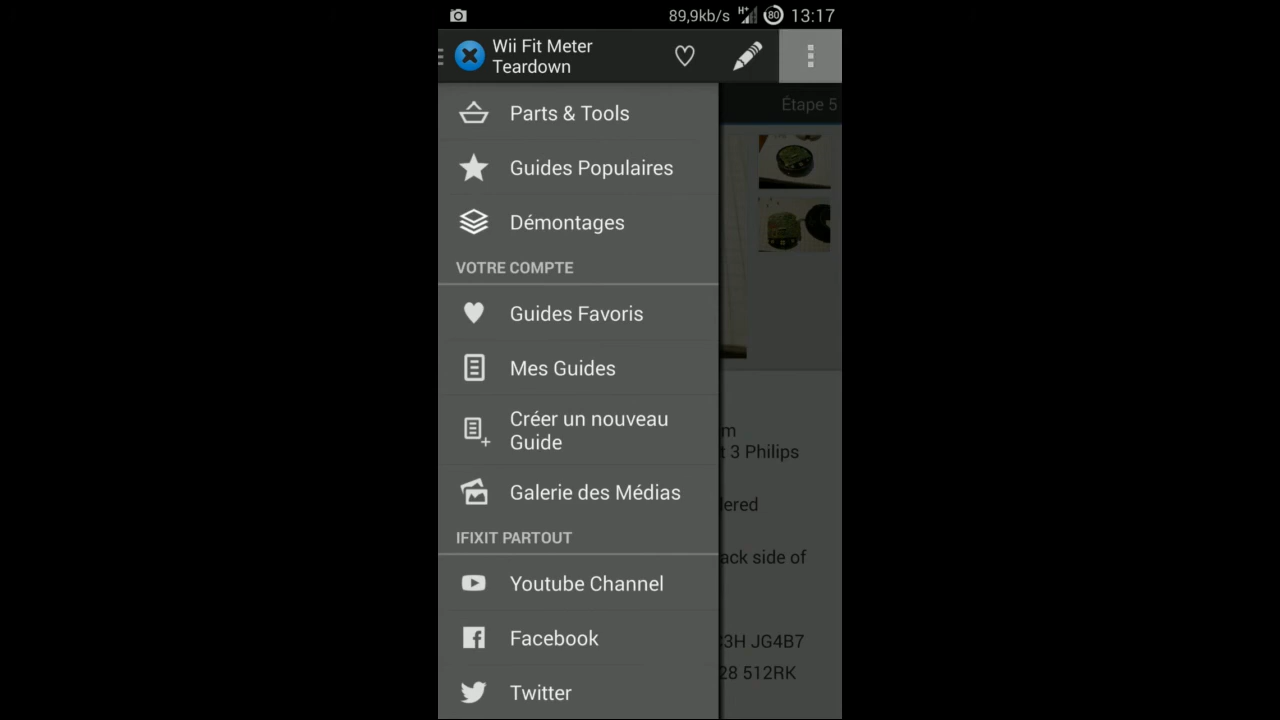 89,9kb/s H+ 80 13:17
Wii Fit Meter
Teardown
Étape 5
Parts & Tools
Guides Populaires
Démontages
VOTRE COMPTE
Guides Favoris
Mes Guides
Créer un nouveau
Guide
Galerie des Médias
IFIXIT PARTOUT
Youtube Channel
Facebook
Twitter
m
t 3 Philips
ered
ack side of
3H JG4B7
28 512RK